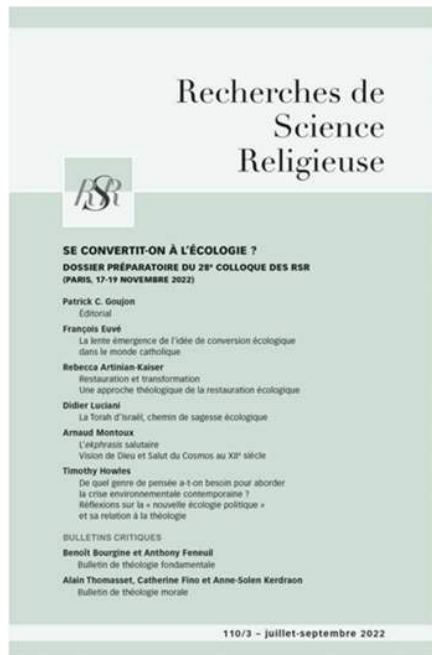 Recherches de
Science
Religieuse
RSR
SE CONVERTIT-ON À L'ÉCOLOGIE ?
DOSSIER PRÉPARATOIRE DU 28e COLLOQUE DES RSR
(PARIS, 17-19 NOVEMBRE 2022)
Patrick C. Goujon
Éditorial
François Euvé
La lente émergence de l'idée de conversion écologique
dans le monde catholique
Rebecca Artinian-Kaiser
Restauration et transformation
Une approche théologique de la restauration écologique
Didier Luciani
La Torah d'Israël, chemin de sagesse écologique
Arnaud Montoux
L'ekphrasis salutaire
Vision de Dieu et Salut du Cosmos au XIIe siècle
Timothy Howles
De quel genre de pensée a-t-on besoin pour aborder
la crise environnementale contemporaine ?
Réflexions sur la « nouvelle écologie politique »
et sa relation à la théologie
BULLETINS CRITIQUES
Benoît Bourgine et Anthony Feneuil
Bulletin de théologie fondamentale
Alain Thomasset, Catherine Fino et Anne-Solen Kerdraon
Bulletin de théologie morale
110/3 – juillet-septembre 2022